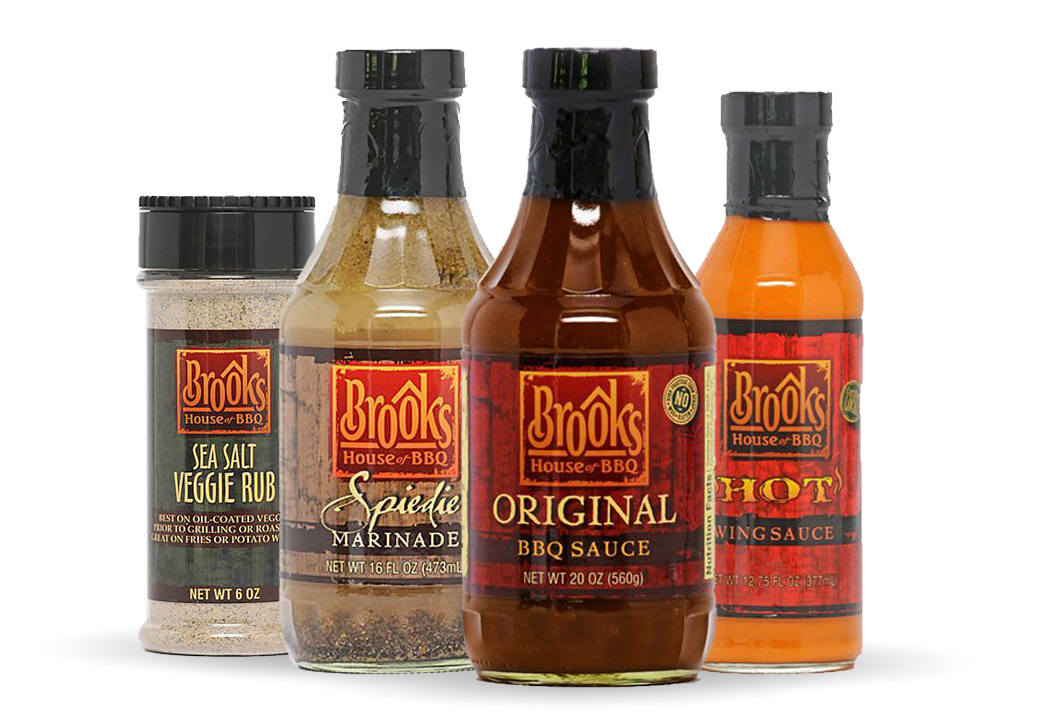 Brooks
House of BBQ
SEA SALT
VEGGIE RUB
BEST ON OIL-COATED VEGG
PRIOR TO GRILLING OR ROAS
GREAT ON FRIES OR POTATO W
NET WT 6 OZ
Brooks
House of BBQ
Spiedie
MARINADE
NET WT 16 FL OZ (473mL
Brooks
House of BBQ
NO
ORIGINAL
BBQ SAUCE
NET WT 20 OZ (560g)
Nutrition Facts
Brooks
House of BBQ
HOT
WING SAUCE
NET WT 12.75 FL OZ (377mL)